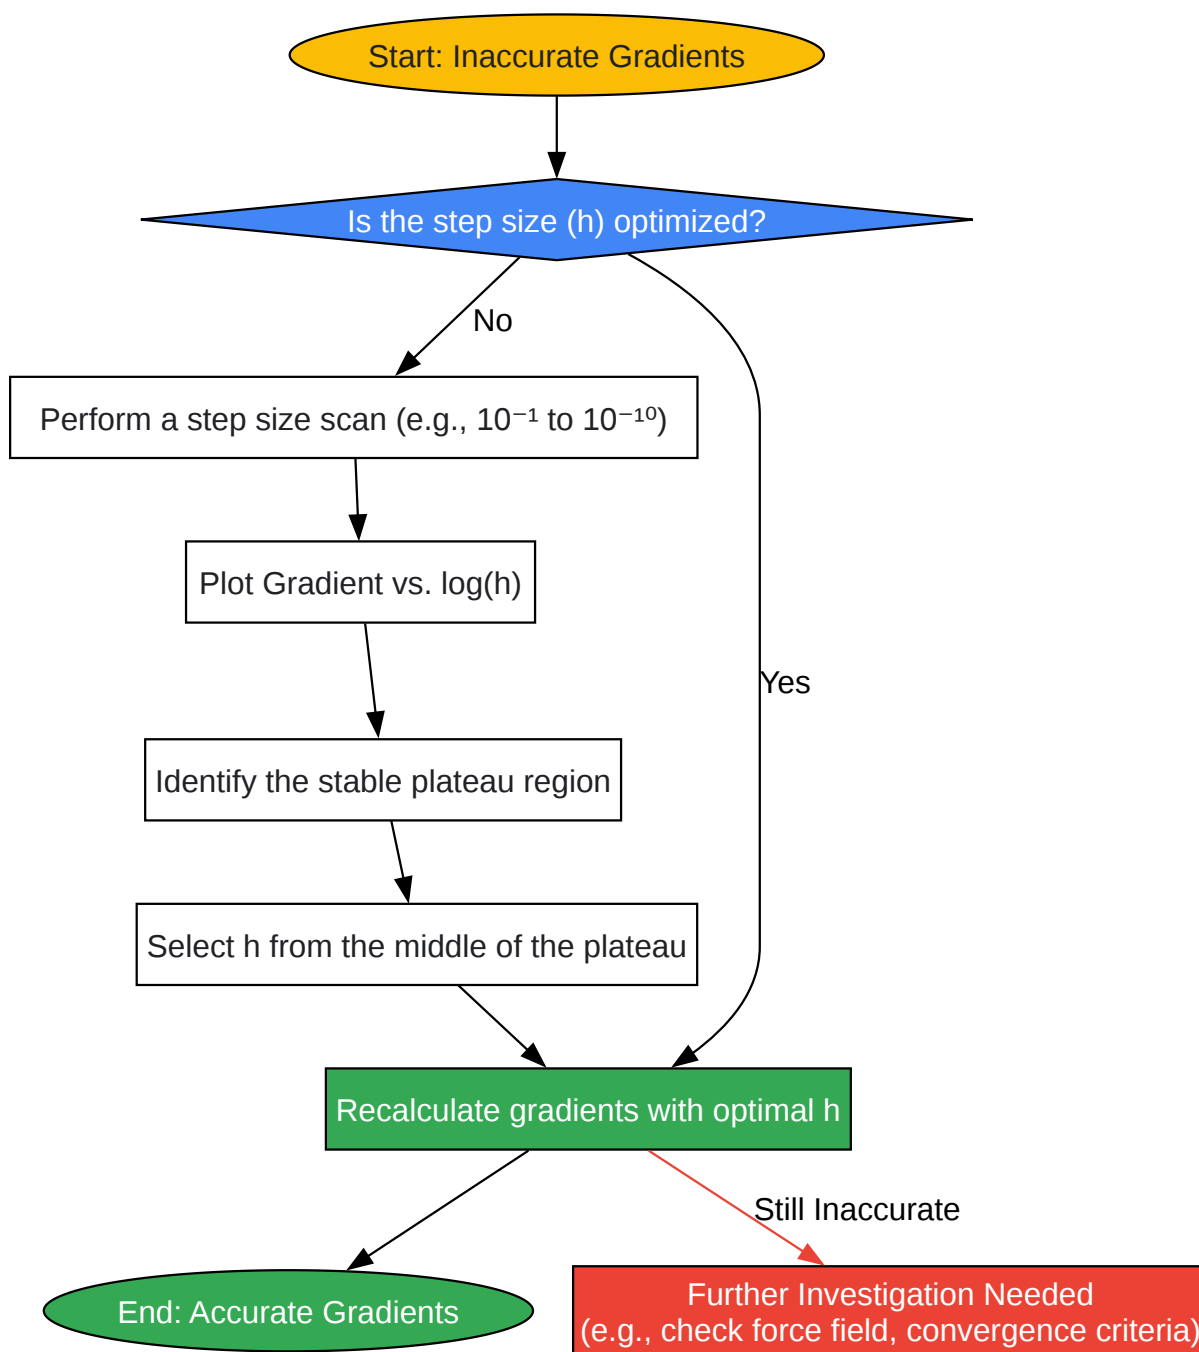 Start: Inaccurate Gradients
Is the step size (h) optimized?
No
Perform a step size scan (e.g., 10⁻¹ to 10⁻¹⁰)
Plot Gradient vs. log(h)
Yes
Identify the stable plateau region
Select h from the middle of the plateau
Recalculate gradients with optimal h
Still Inaccurate
End: Accurate Gradients
Further Investigation Needed
(e.g., check force field, convergence criteria)